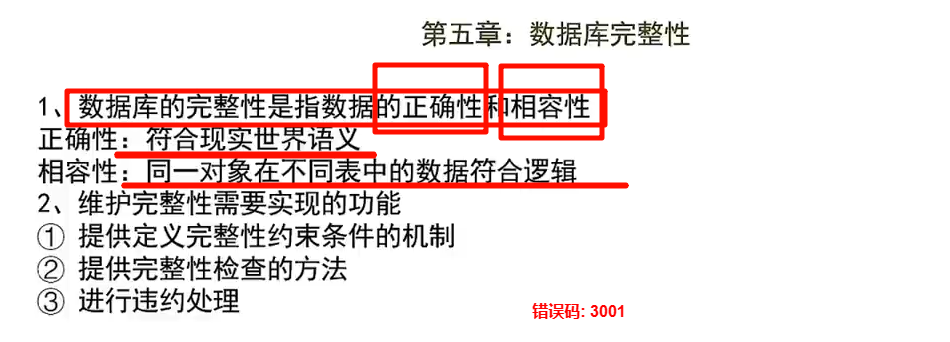 第五章：数据库完整性
1、数据库的完整性是指数据的正确性和相容性
正确性：符合现实世界语义
相容性：同一对象在不同表中的数据符合逻辑
2、维护完整性需要实现的功能
① 提供定义完整性约束条件的机制
② 提供完整性检查的方法
③ 进行违约处理
错误码: 3001